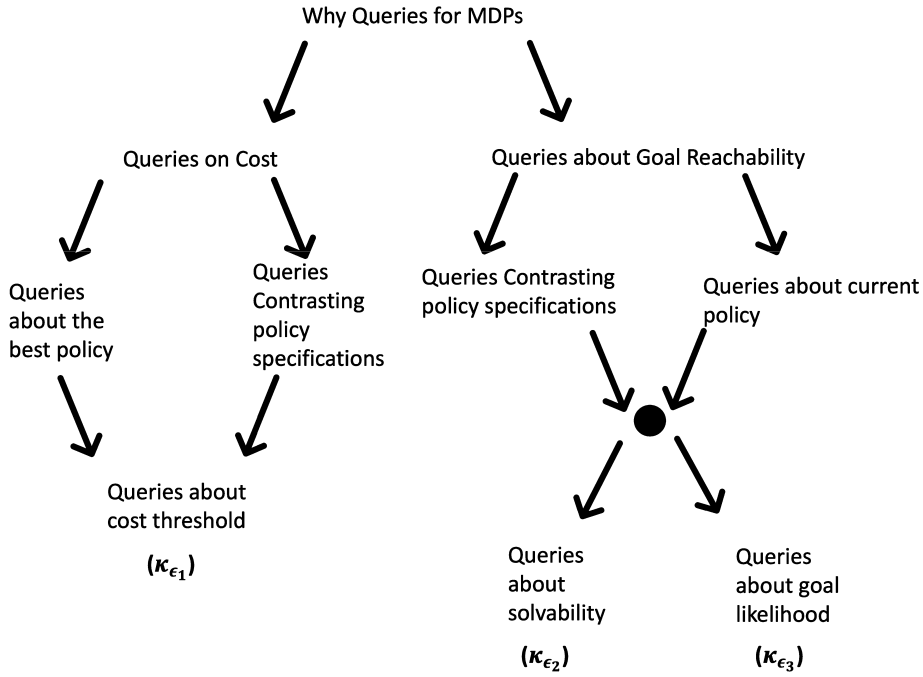 Why Queries for MDPs
Queries on Cost
Queries about Goal Reachability
Queries
about the
best policy
Queries
Contrasting
policy
specifications
Queries Contrasting
policy specifications
Queries about current
policy
Queries about
cost threshold
(κϵ₁)
Queries
about
solvability
(κϵ₂)
Queries
about goal
likelihood
(κϵ₃)